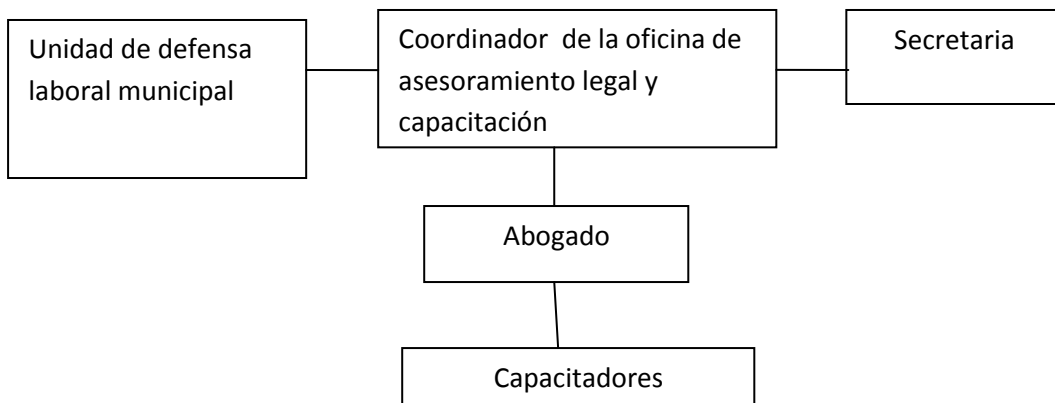 Unidad de defensa
laboral municipal
Coordinador de la oficina de
asesoramiento legal y
capacitación
Secretaria
Abogado
Capacitadores